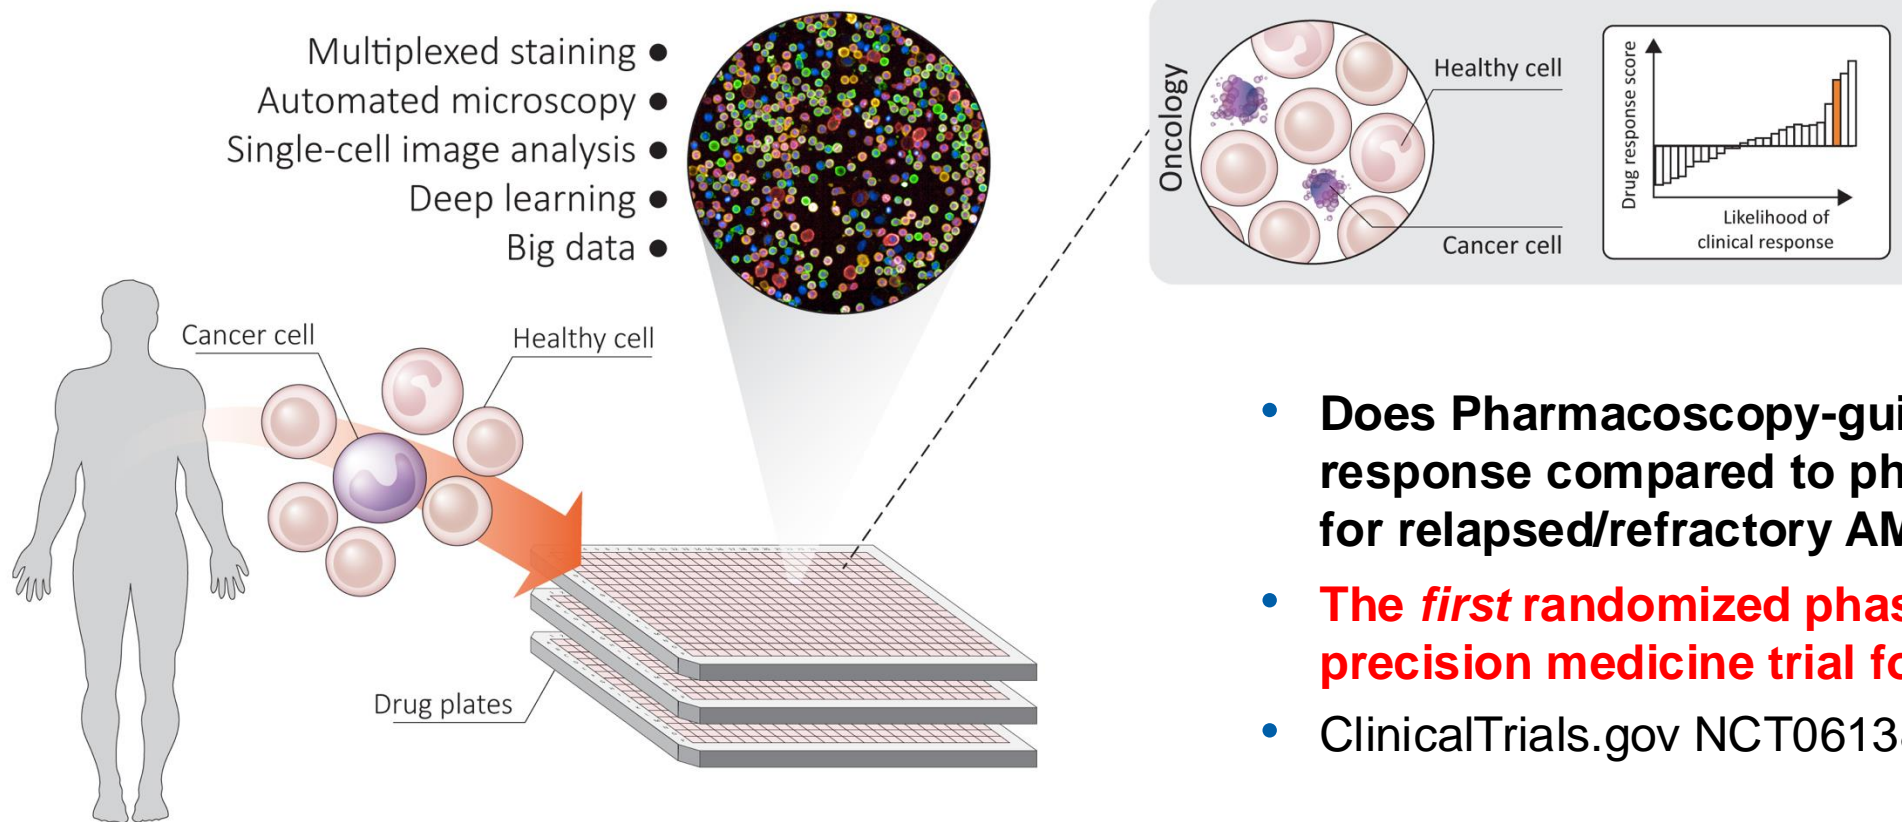 Multiplexed staining ●
Automated microscopy ●
Single-cell image analysis ●
Deep learning ●
Big data ●
Cancer cell
Healthy cell
Drug plates
Oncology
Healthy cell
Cancer cell
Drug response score
Likelihood of
clinical response
• Does Pharmacoscopy-gui
response compared to ph
for relapsed/refractory AM
• The first randomized phas
precision medicine trial fo
• ClinicalTrials.gov NCT0613